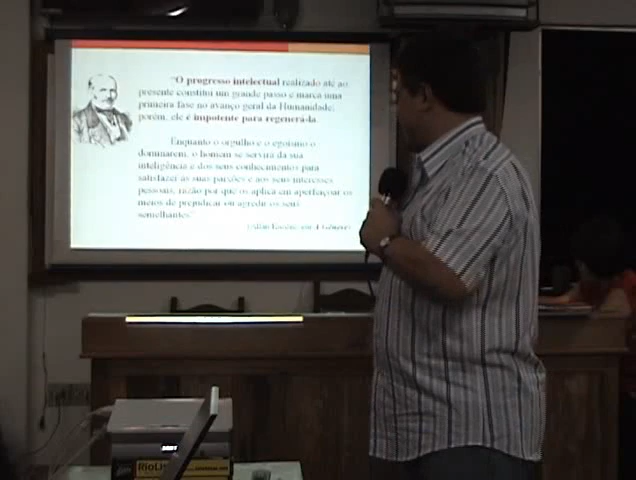 "O progresso intelectual realizado até ao
presente constitui um grande passo e marca uma
primeira fase no avanço geral da Humanidade;
porém, ele é impotente para regenerá-la.
Enquanto o orgulho e o egoísmo o
dominarem, o homem se servirá da sua
inteligência e dos seus conhecimentos para
satisfazer às suas paixões e aos seus interesses
pessoais, razão por que os aplica em aperfeiçoar os
meios de prejudicar ou agredir os seus
semelhantes"
Allan Kardec, em A Gênese
SONY